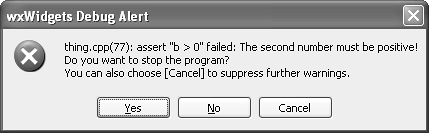 wxWidgets Debug Alert
thing.cpp(77): assert "b > 0" failed: The second number must be positive!
Do you want to stop the program?
You can also choose [Cancel] to suppress further warnings.
Yes
No
Cancel